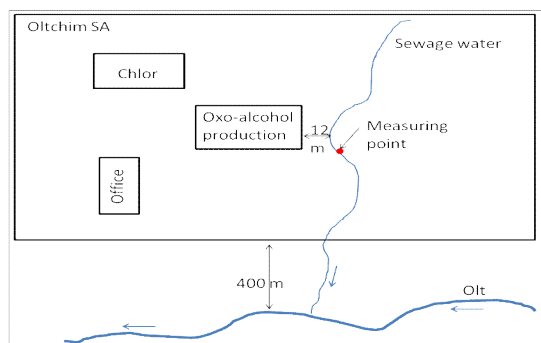 Oltchim SA
Sewage water
Chlor
Oxo-alcohol
production
12
m
Measuring
point
Office
400 m
Olt